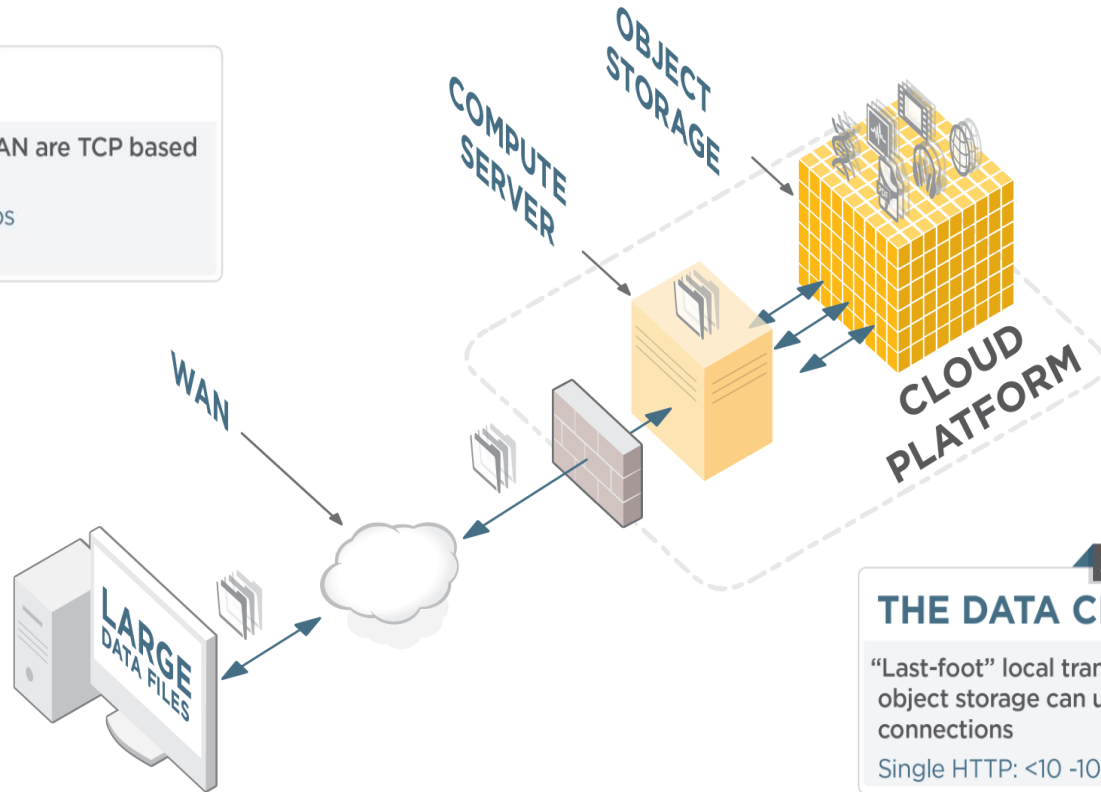 AN are TCP based
os
OBJECT
STORAGE
COMPUTE
SERVER
WAN
CLOUD
PLATFORM
LARGE
DATA FILES
THE DATA C
“Last-foot” local tran
object storage can u
connections
Single HTTP: <10 -10